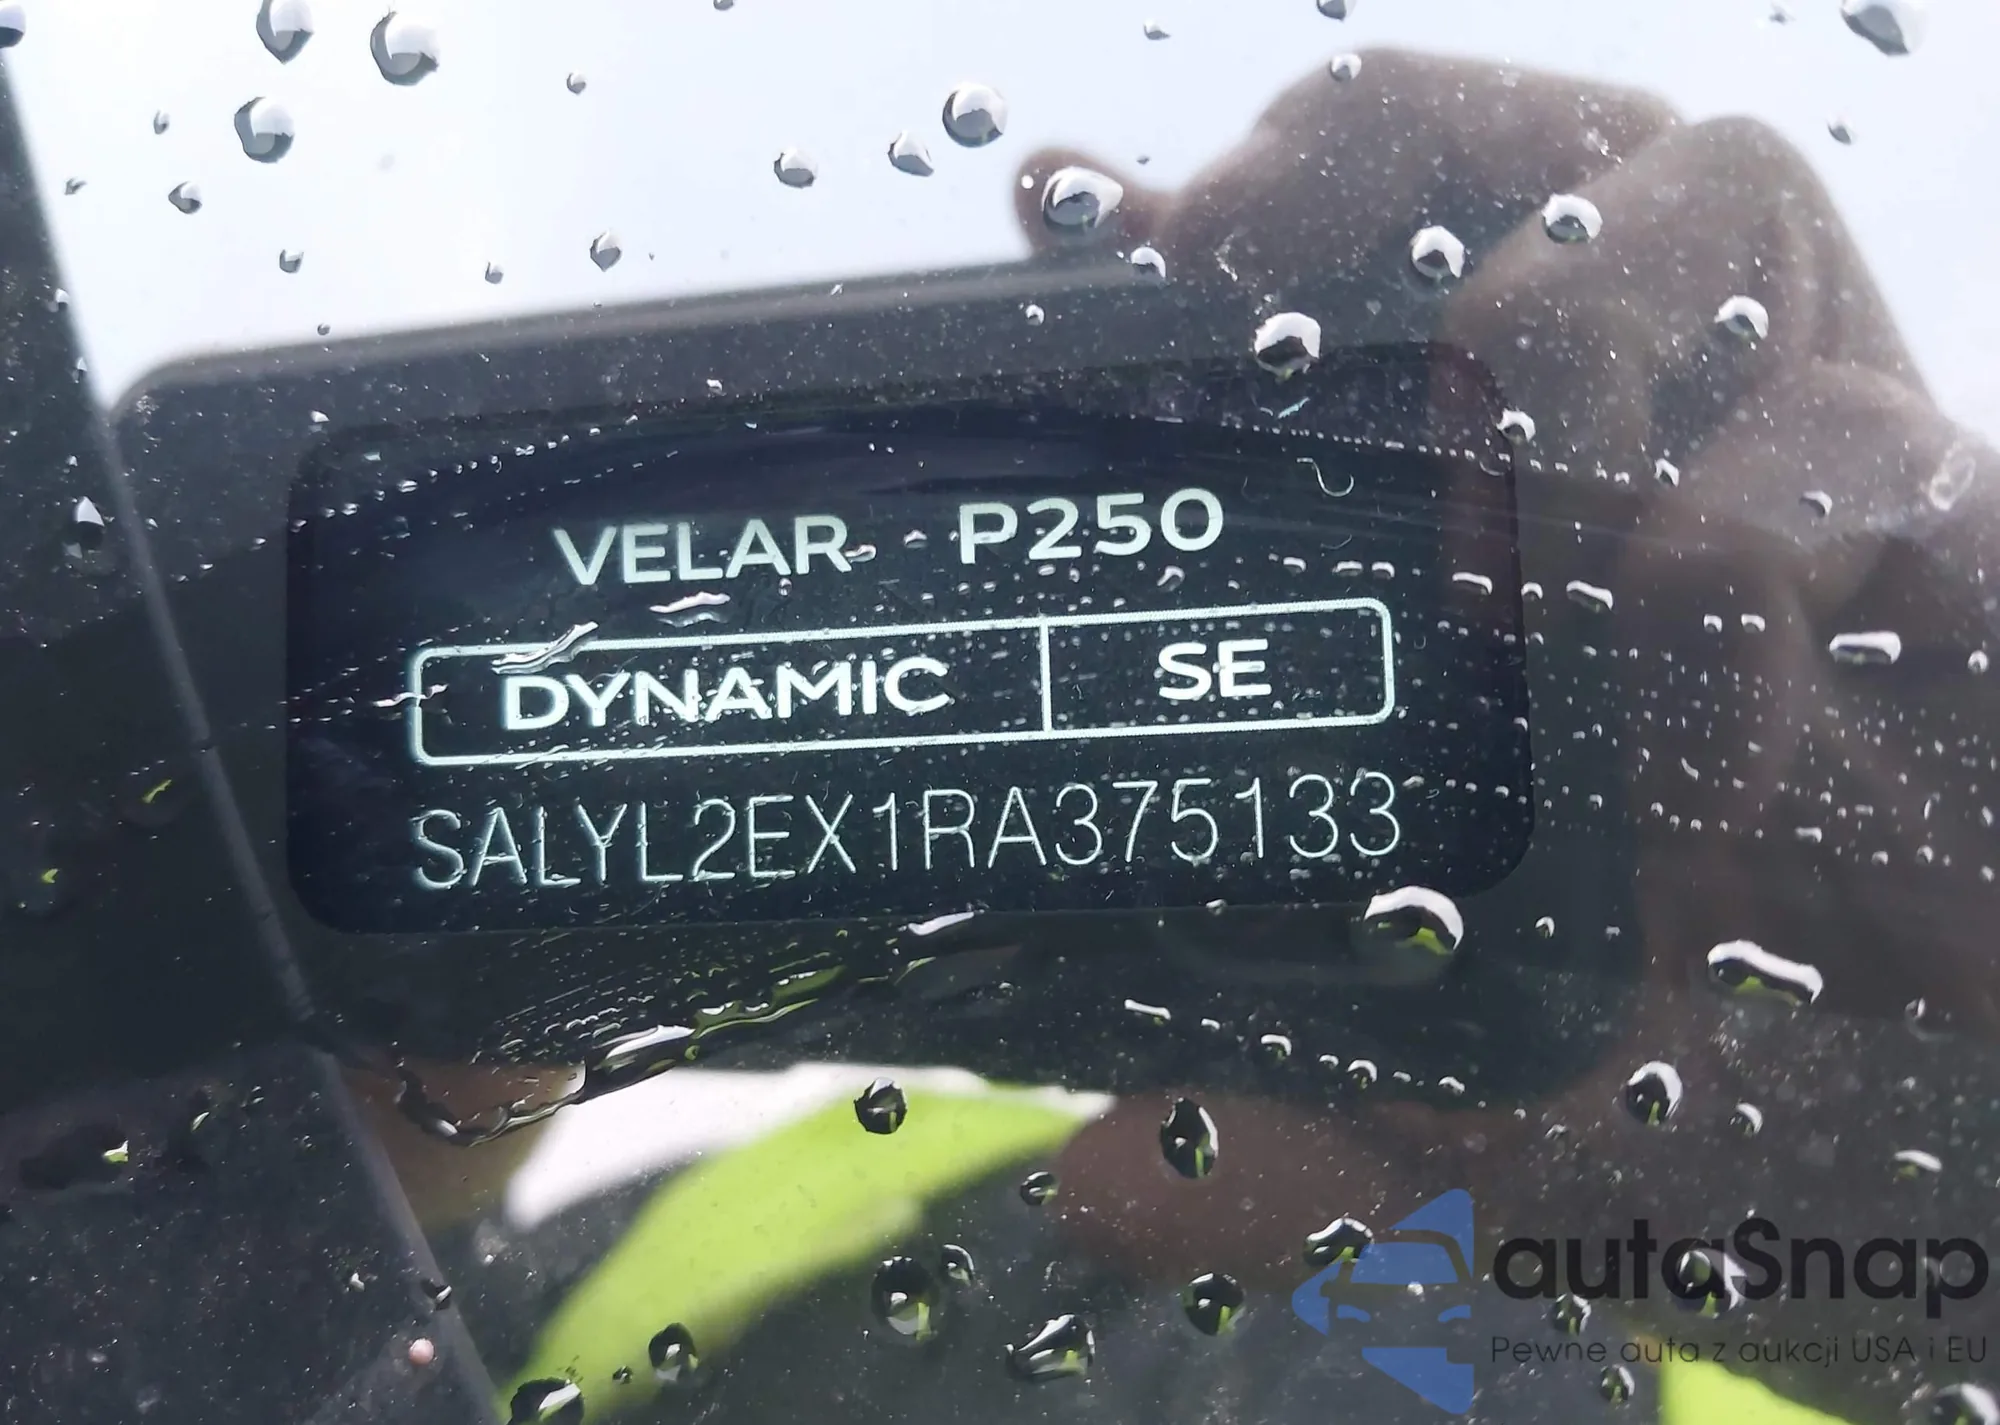 VELAR P250
DYNAMIC SE
SALYL2EX1RA375133
autaSnap
Pewne auta z aukcji USA i EU